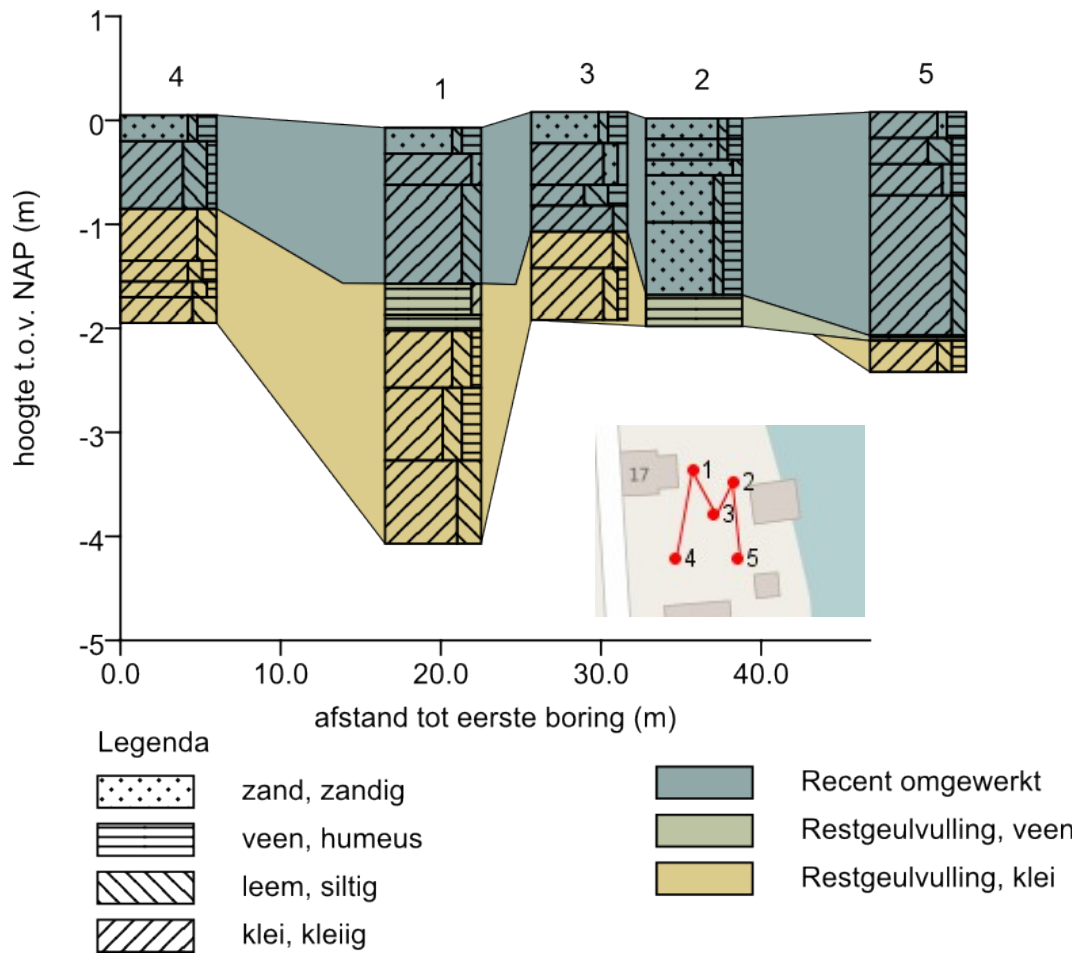 1
4 1 3 2 5
0
-1
-2
-3
-4
-5
hoogte t.o.v. NAP (m)
17
1
2
3
4
5
0.0 10.0 20.0 30.0 40.0
afstand tot eerste boring (m)
Legenda
zand, zandig
veen, humeus
leem, siltig
klei, kleiig
Recent omgewerkt
Restgeulvulling, veen
Restgeulvulling, klei